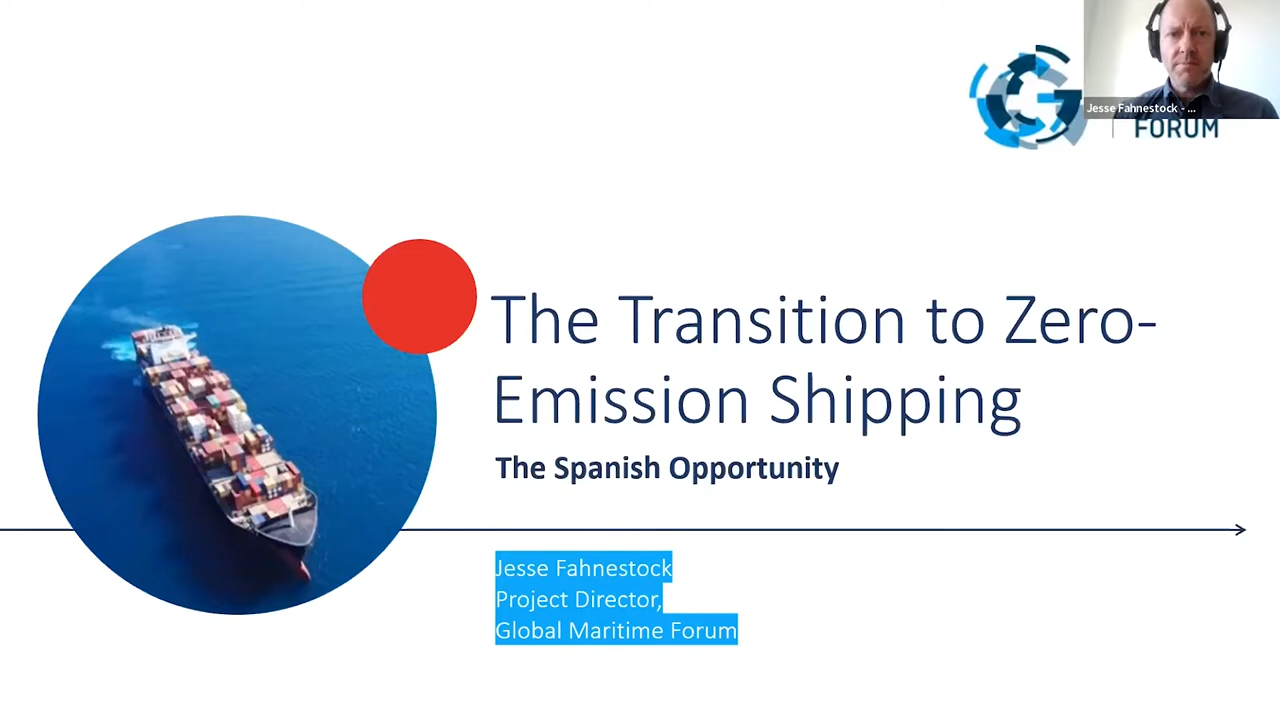 Jesse Fahnestock - ...
FORUM
The Transition to Zero-
Emission Shipping
The Spanish Opportunity
Jesse Fahnestock
Project Director,
Global Maritime Forum